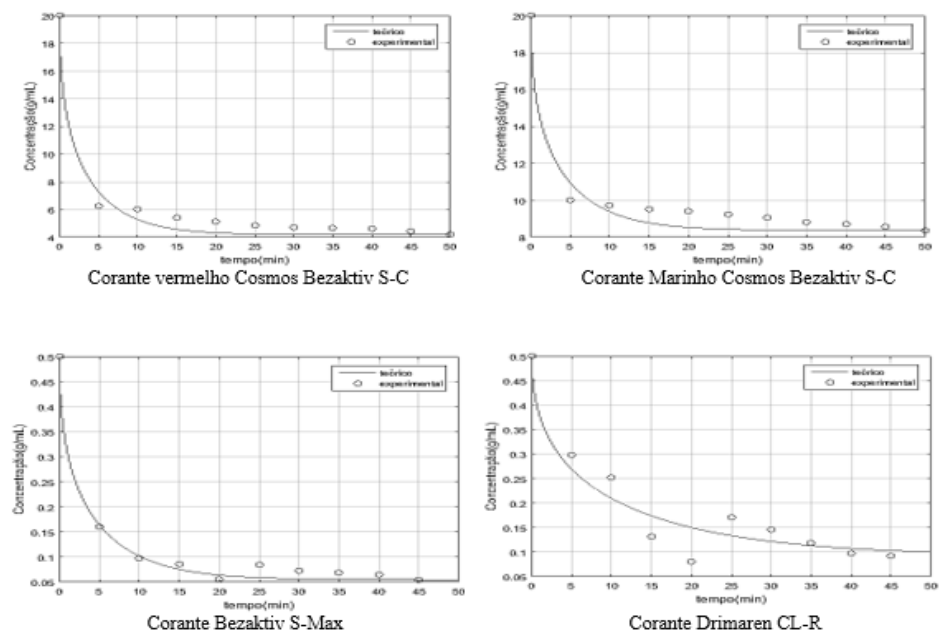 20
18
16
14
12
10
8
6
4
Concentração(g/mL)
teórico
experimental
0 5 10 15 20 25 30 35 40 45 50
tempo(min)
Corante vermelho Cosmos Bezaktiv S-C
20
18
16
14
12
10
8
Concentração(g/mL)
teórico
experimental
0 5 10 15 20 25 30 35 40 45 50
tempo(min)
Corante Marinho Cosmos Bezaktiv S-C
0.5
0.45
0.4
0.35
0.3
0.25
0.2
0.15
0.1
0.05
Concentração(g/mL)
teórico
experimental
0 5 10 15 20 25 30 35 40 45 50
tempo(min)
Corante Bezaktiv S-Max
0.5
0.45
0.4
0.35
0.3
0.25
0.2
0.15
0.1
0.05
Concentração(g/mL)
teórico
experimental
0 5 10 15 20 25 30 35 40 45 50
tempo(min)
Corante Drimaren CL-R